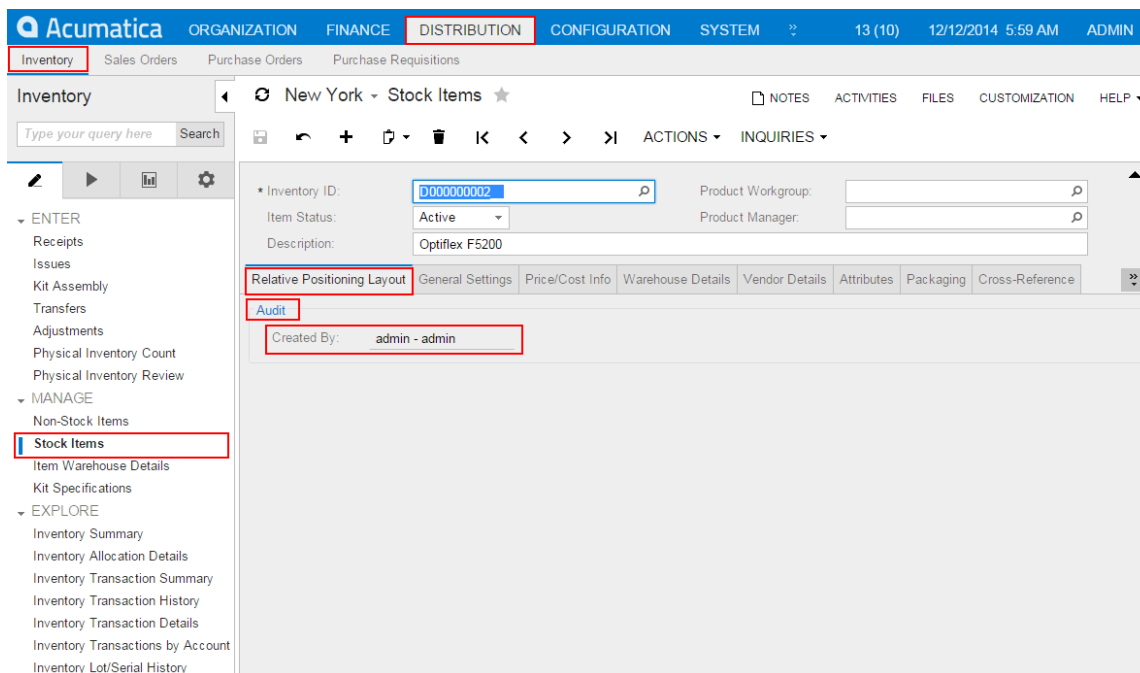 Acumatica ORGANIZATION FINANCE DISTRIBUTION CONFIGURATION SYSTEM 13 (10) 12/12/2014 5:59 AM ADMIN
Inventory Sales Orders Purchase Orders Purchase Requisitions
Inventory
New York Stock Items NOTES ACTIVITIES FILES CUSTOMIZATION HELP
Type your query here Search
ACTIONS INQUIRIES
* Inventory ID: D000000002 Product Workgroup:
Item Status: Active Product Manager:
Description: Optiflex F5200
Relative Positioning Layout General Settings Price/Cost Info Warehouse Details Vendor Details Attributes Packaging Cross-Reference
Audit
Created By: admin - admin
ENTER
Receipts
Issues
Kit Assembly
Transfers
Adjustments
Physical Inventory Count
Physical Inventory Review
MANAGE
Non-Stock Items
Stock Items
Item Warehouse Details
Kit Specifications
EXPLORE
Inventory Summary
Inventory Allocation Details
Inventory Transaction Summary
Inventory Transaction History
Inventory Transaction Details
Inventory Transactions by Account
Inventory Lot/Serial History